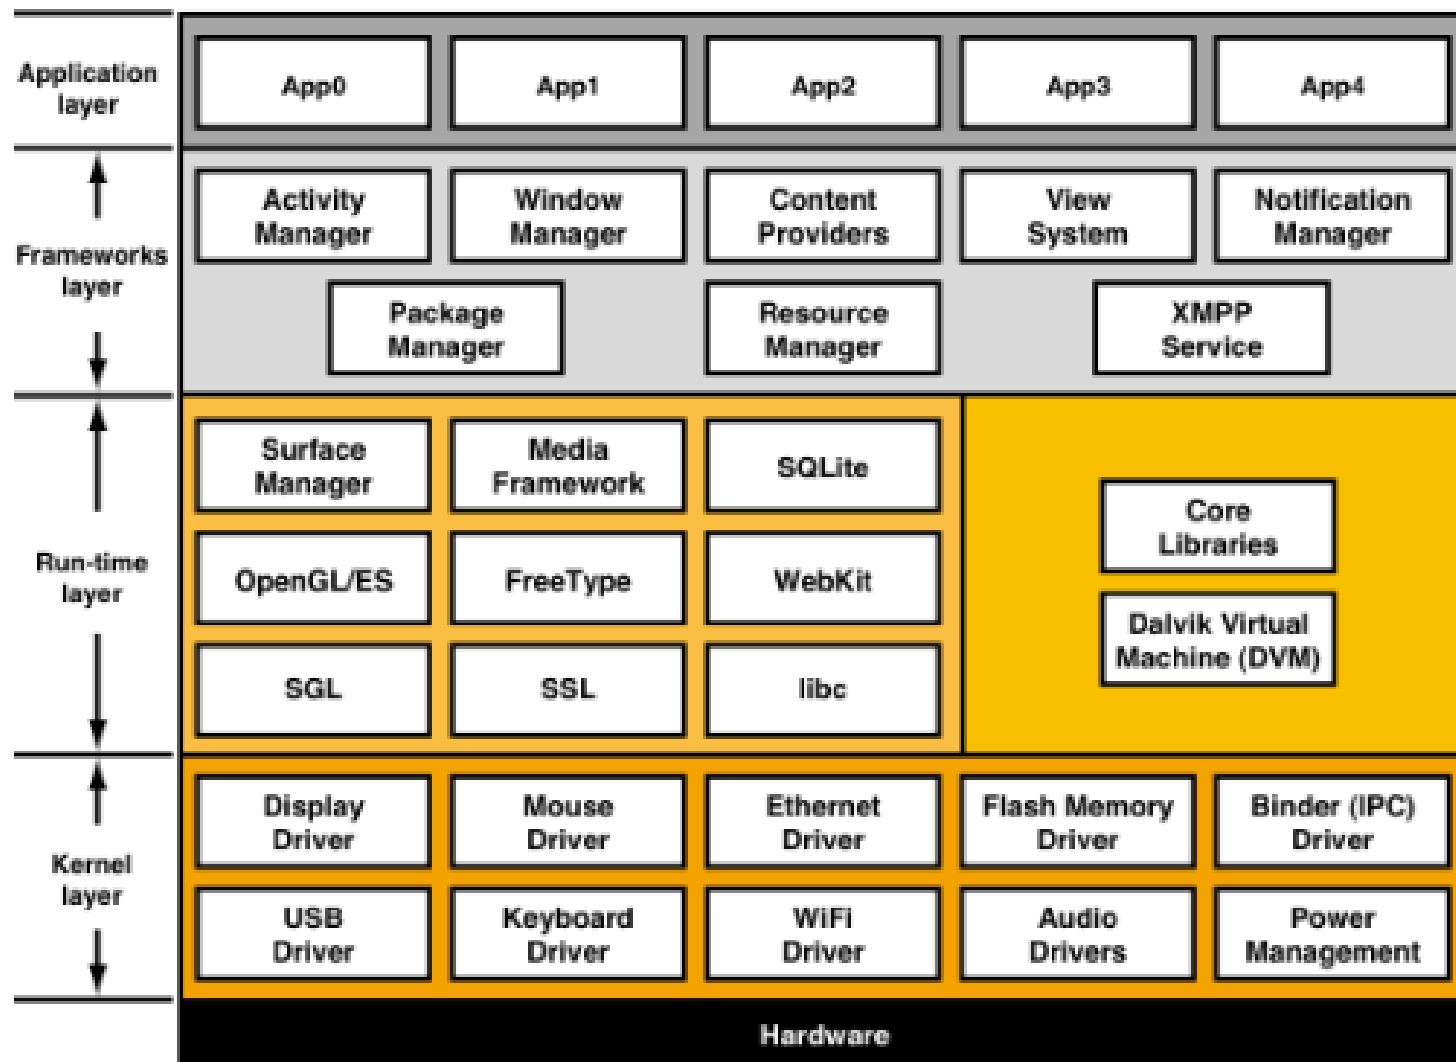 Application
layer
App0
App1
App2
App3
App4
Frameworks
layer
Activity
Manager
Window
Manager
Content
Providers
View
System
Notification
Manager
Package
Manager
Resource
Manager
XMPP
Service
Run-time
layer
Surface
Manager
Media
Framework
SQLite
OpenGL/ES
FreeType
WebKit
SGL
SSL
libc
Core
Libraries
Dalvik Virtual
Machine (DVM)
Kernel
layer
Display
Driver
Mouse
Driver
Ethernet
Driver
Flash Memory
Driver
Binder (IPC)
Driver
USB
Driver
Keyboard
Driver
WiFi
Driver
Audio
Drivers
Power
Management
Hardware